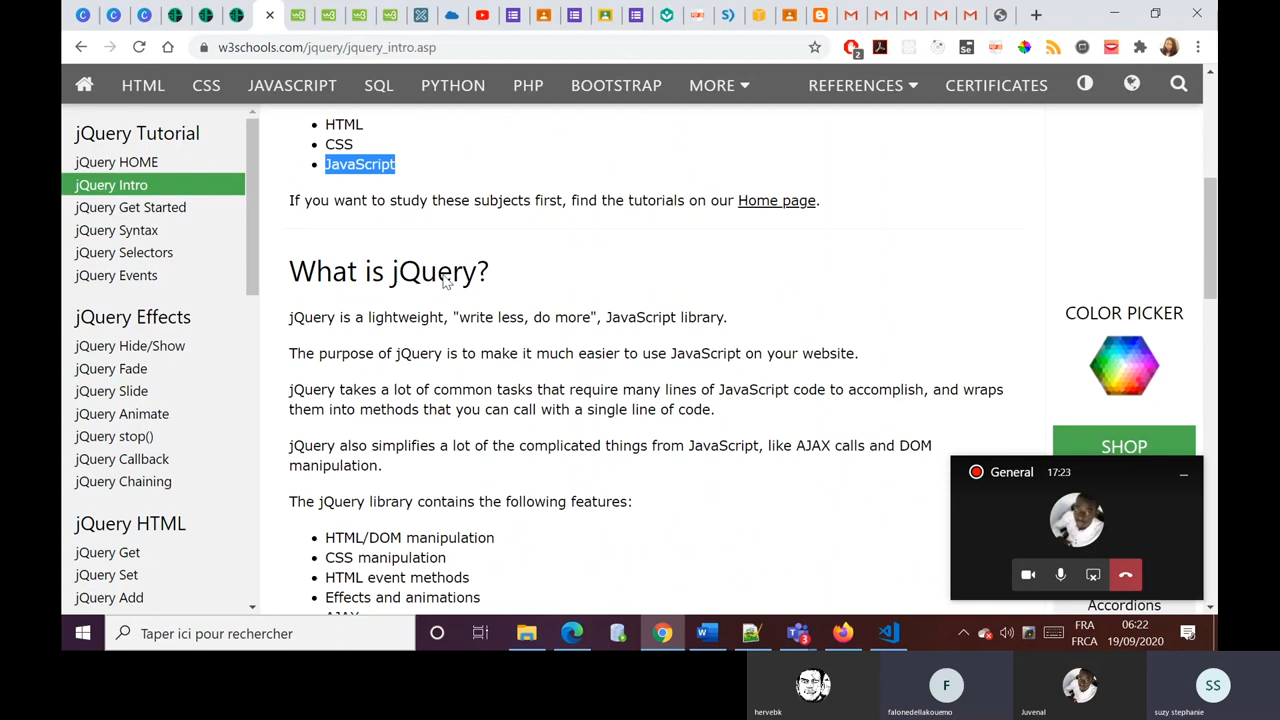 w3schools.com/jquery/jquery_intro.asp
2
HTML
CSS
JAVASCRIPT
SQL
PYTHON
PHP
BOOTSTRAP
MORE
REFERENCES
CERTIFICATES
jQuery Tutorial
jQuery HOME
jQuery Intro
jQuery Get Started
jQuery Syntax
jQuery Selectors
jQuery Events
jQuery Effects
jQuery Hide/Show
jQuery Fade
jQuery Slide
jQuery Animate
jQuery stop()
jQuery Callback
jQuery Chaining
jQuery HTML
jQuery Get
jQuery Set
jQuery Add
• HTML
• CSS
• JavaScript
If you want to study these subjects first, find the tutorials on our Home page.
What is jQuery?
jQuery is a lightweight, "write less, do more", JavaScript library.
The purpose of jQuery is to make it much easier to use JavaScript on your website.
jQuery takes a lot of common tasks that require many lines of JavaScript code to accomplish, and wraps
them into methods that you can call with a single line of code.
jQuery also simplifies a lot of the complicated things from JavaScript, like AJAX calls and DOM
manipulation.
The jQuery library contains the following features:
• HTML/DOM manipulation
• CSS manipulation
• HTML event methods
• Effects and animations
• AJAX
COLOR PICKER
SHOP
General 17:23
Accordions
Taper ici pour rechercher
3
FRA
FRCA
06:22
19/09/2020
hervebk
F
falonedellakouemo
Juvenal
SS
suzy stephanie